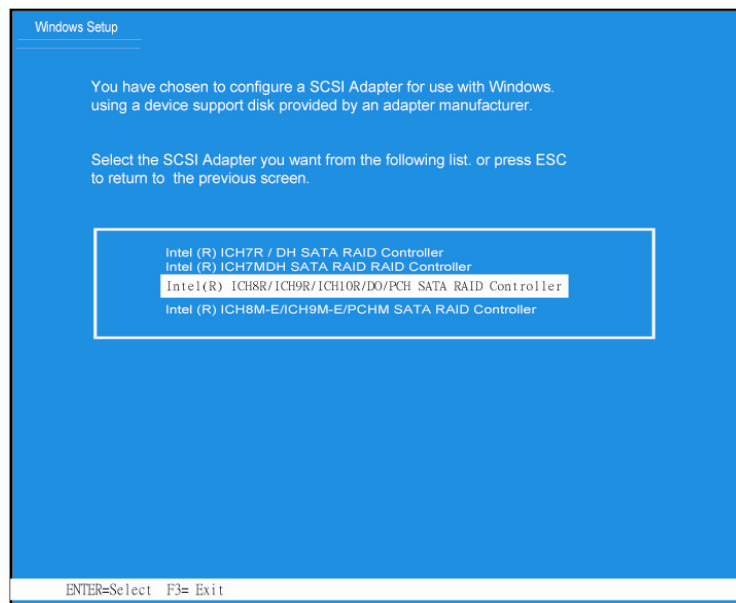 Windows Setup
You have chosen to configure a SCSI Adapter for use with Windows.
using a device support disk provided by an adapter manufacturer.
Select the SCSI Adapter you want from the following list. or press ESC
to return to the previous screen.
Intel (R) ICH7R / DH SATA RAID Controller
Intel (R) ICH7MDH SATA RAID RAID Controller
Intel(R) ICH8R/ICH9R/ICH10R/DO/PCH SATA RAID Controller
Intel (R) ICH8M-E/ICH9M-E/PCHM SATA RAID Controller
ENTER=Select F3= Exit